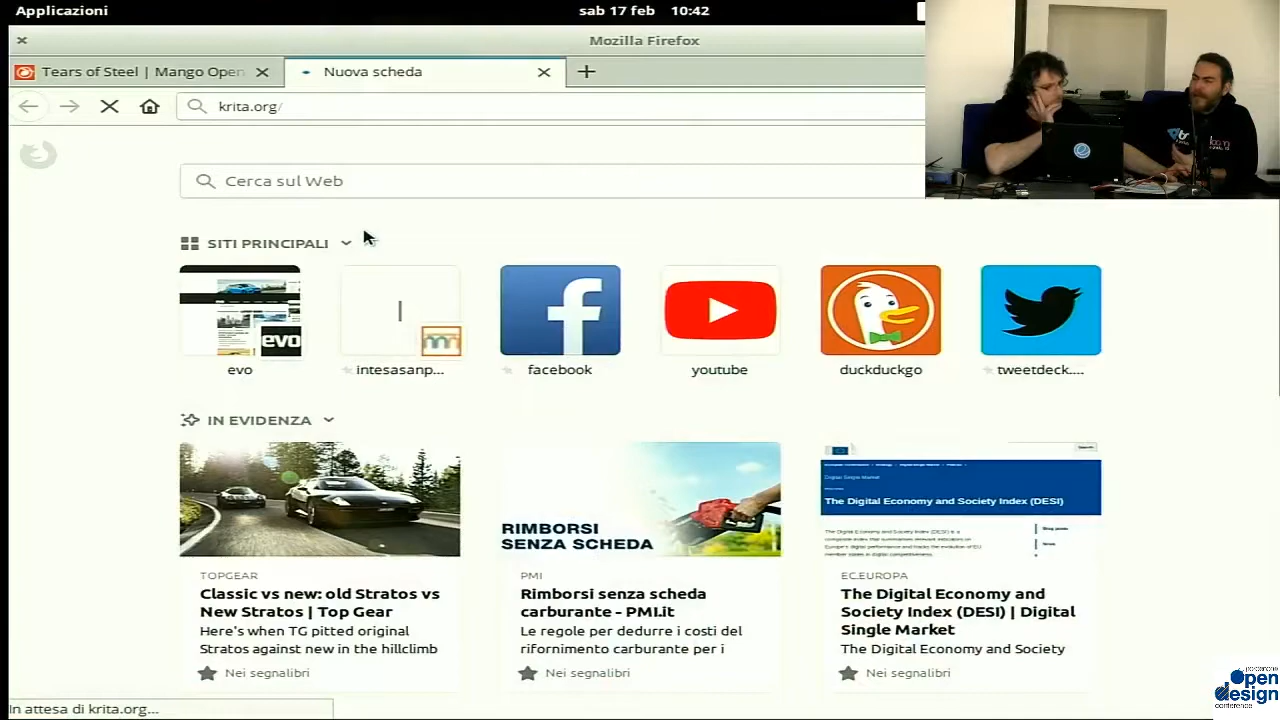 Applicazioni
sab 17 feb 10:42
Mozilla Firefox
Tears of Steel | Mango Open
Nuova scheda
krita.org/
Cerca sul Web
SITI PRINCIPALI
evo
evo
intesasanp...
facebook
youtube
duckduckgo
tweetdeck....
IN EVIDENZA
RIMBORSI
SENZA SCHEDA
Digital Single Market
The Digital Economy and Society Index (DESI)
TOPGEAR
Classic vs new: old Stratos vs
New Stratos | Top Gear
Here's when TG pitted original
Stratos against new in the hillclimb
Nei segnalibri
PMI
Rimborsi senza scheda
carburante - PMI.it
Le regole per dedurre i costi del
rifornimento carburante per i
Nei segnalibri
EC.EUROPA
The Digital Economy and
Society Index (DESI) | Digital
Single Market
The Digital Economy and Society
Nei segnalibri
In attesa di krita.org...
open
design
conference